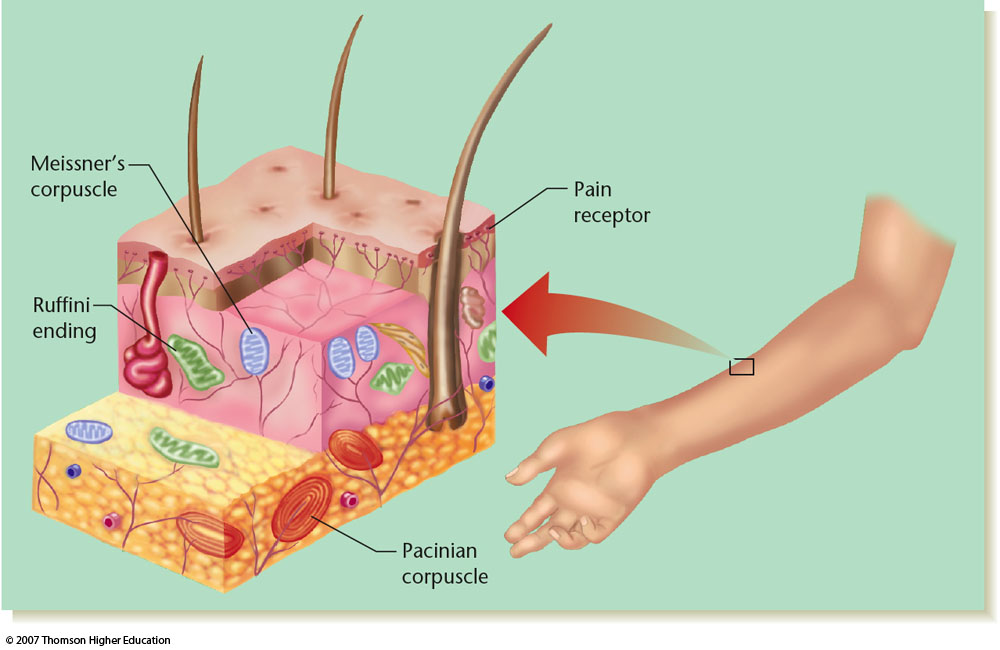 Meissner's
corpuscle
Pain
receptor
Ruffini
ending
Pacinian
corpuscle
© 2007 Thomson Higher Education